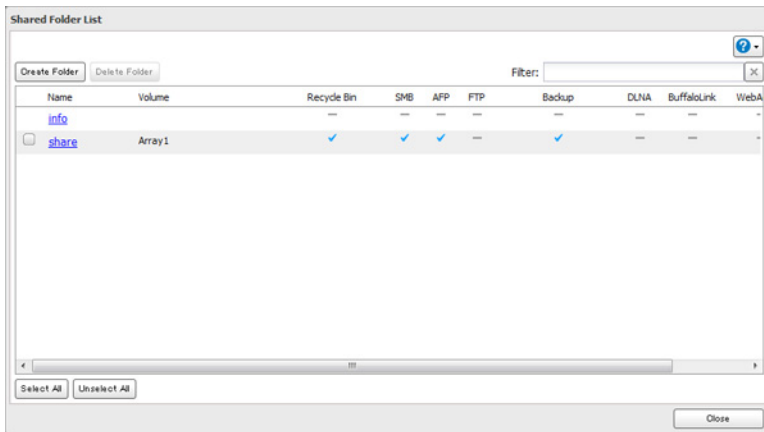 Shared Folder List
Create Folder Delete Folder Filter:
Name Volume Recycle Bin SMB AFP FTP Backup DLNA BuffaloLink WebA
info — — — — — — — -
share Array1 ✔ ✔ ✔ — ✔ — — -
Select All Unselect All
Close